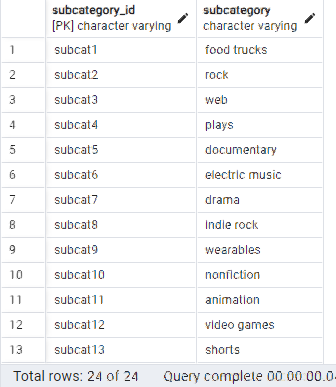 subcategory_id subcategory
[PK] character varying character varying
1 subcat1 food trucks
2 subcat2 rock
3 subcat3 web
4 subcat4 plays
5 subcat5 documentary
6 subcat6 electric music
7 subcat7 drama
8 subcat8 indie rock
9 subcat9 wearables
10 subcat10 nonfiction
11 subcat11 animation
12 subcat12 video games
13 subcat13 shorts
Total rows: 24 of 24 Query complete 00:00:00.0